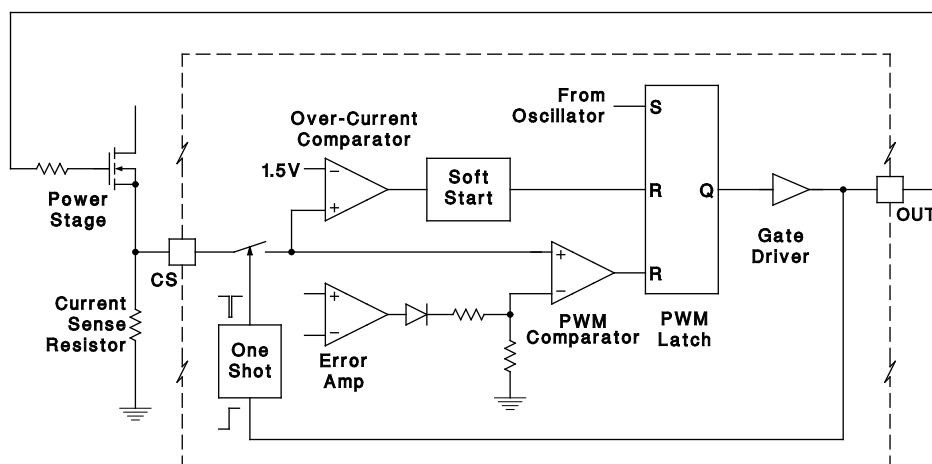 From
Oscillator
S
Over-Current
Comparator
1.5V
−
+
Soft
Start
R
Q
Power
Stage
OUT
Gate
Driver
CS
+
−
R
Current
Sense
Resistor
+
−
PWM
Comparator
PWM
Latch
One
Shot
Error
Amp